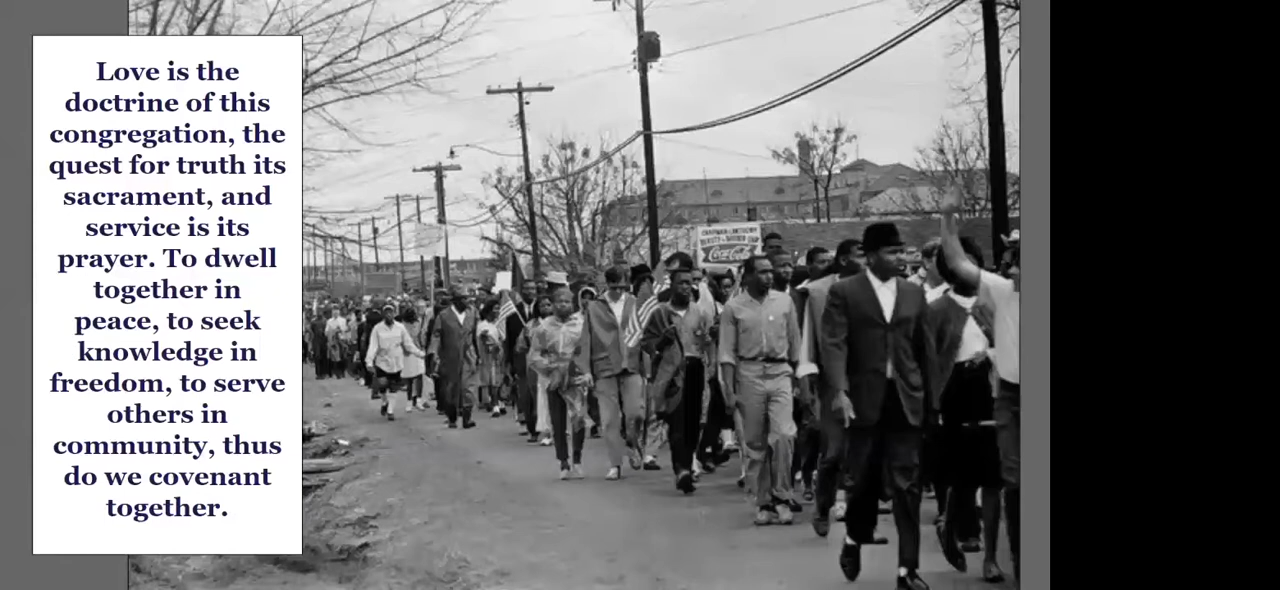 Love is the
doctrine of this
congregation, the
quest for truth its
sacrament, and
service is its
prayer. To dwell
together in
peace, to seek
knowledge in
freedom, to serve
others in
community, thus
do we covenant
together.
Coca-Cola